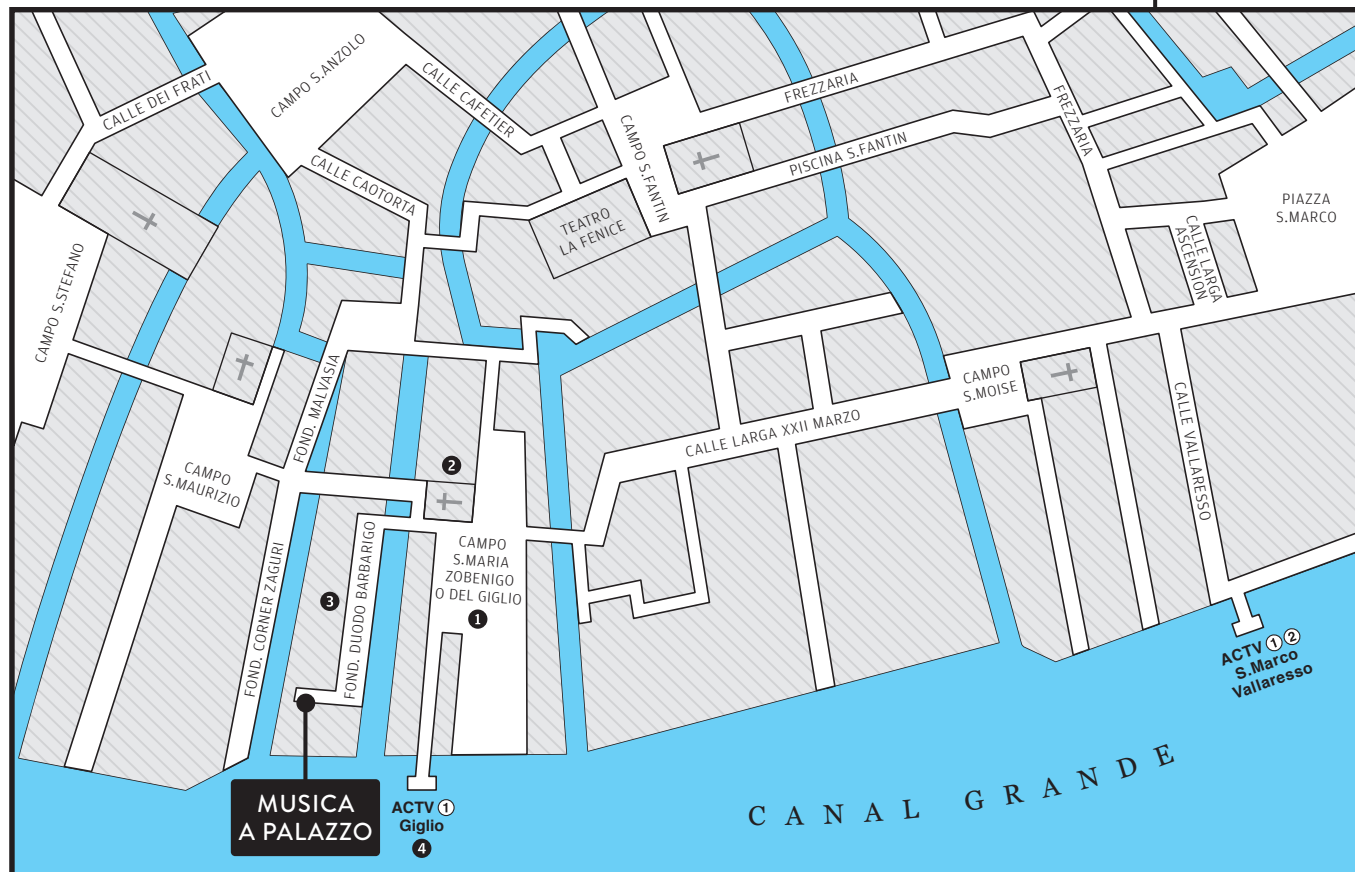 CAMPO S.ANZOLO
CALLE DEI FRATI
CALLE CAFETIER
FREZZARIA
FREZZARIA
CAMPO S.FANTIN
PISCINA S.FANTIN
CALLE CAOTORTA
TEATRO
LA FENICE
PIAZZA
S.MARCO
CALLE LARGA
ASCENSION
CAMPO S.STEFANO
FOND. MALVASIA
CAMPO
S.MOISE
CALLE LARGA XXII MARZO
CALLE VALLARESSO
CAMPO
S.MAURIZIO
2
CAMPO
S.MARIA
ZOBENIGO
O DEL GIGLIO
1
FOND. CORNER ZAGURI
3
FOND. DUODO BARBARIGO
ACTV 1 2
S.Marco
Vallaresso
MUSICA
A PALAZZO
ACTV 1
Giglio
4
CANAL GRANDE